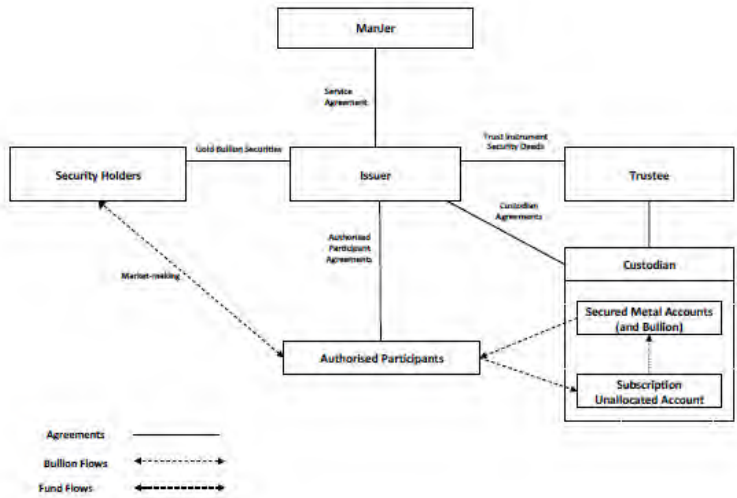 ManJer
Service
Agreement
Gold Bullion Securities
Trust Instrument
Security Deeds
Security Holders
Issuer
Trustee
Custodian
Agreements
Authorised
Participant
Agreements
Market-making
Custodian
Secured Metal Accounts
(and Bullion)
Authorised Participants
Subscription
Unallocated Account
Agreements
Bullion Flows
Fund Flows